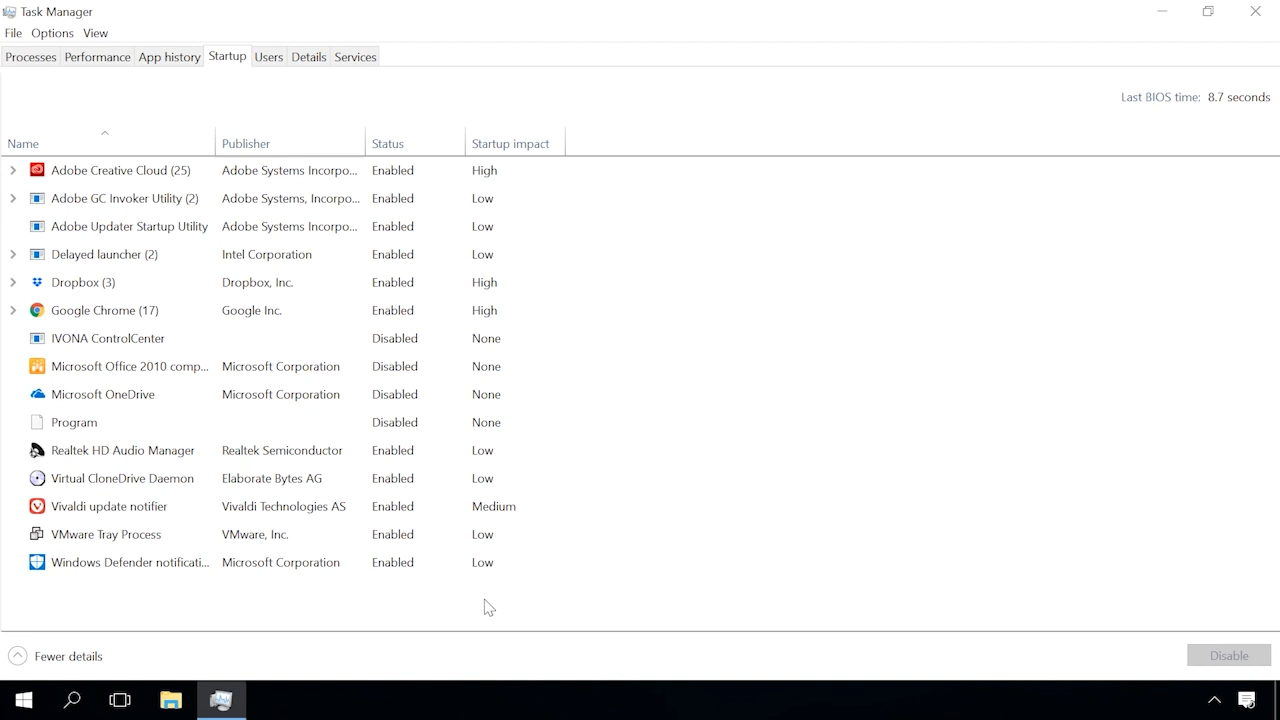 Task Manager
File Options View
Processes Performance App history Startup Users Details Services
Last BIOS time: 8.7 seconds
Name Publisher Status Startup impact
Adobe Creative Cloud (25) Adobe Systems Incorpo... Enabled High
Adobe GC Invoker Utility (2) Adobe Systems, Incorpo... Enabled Low
Adobe Updater Startup Utility Adobe Systems Incorpo... Enabled Low
Delayed launcher (2) Intel Corporation Enabled Low
Dropbox (3) Dropbox, Inc. Enabled High
Google Chrome (17) Google Inc. Enabled High
IVONA ControlCenter Disabled None
Microsoft Office 2010 comp... Microsoft Corporation Disabled None
Microsoft OneDrive Microsoft Corporation Disabled None
Program Disabled None
Realtek HD Audio Manager Realtek Semiconductor Enabled Low
Virtual CloneDrive Daemon Elaborate Bytes AG Enabled Low
Vivaldi update notifier Vivaldi Technologies AS Enabled Medium
VMware Tray Process VMware, Inc. Enabled Low
Windows Defender notificati... Microsoft Corporation Enabled Low
Fewer details Disable